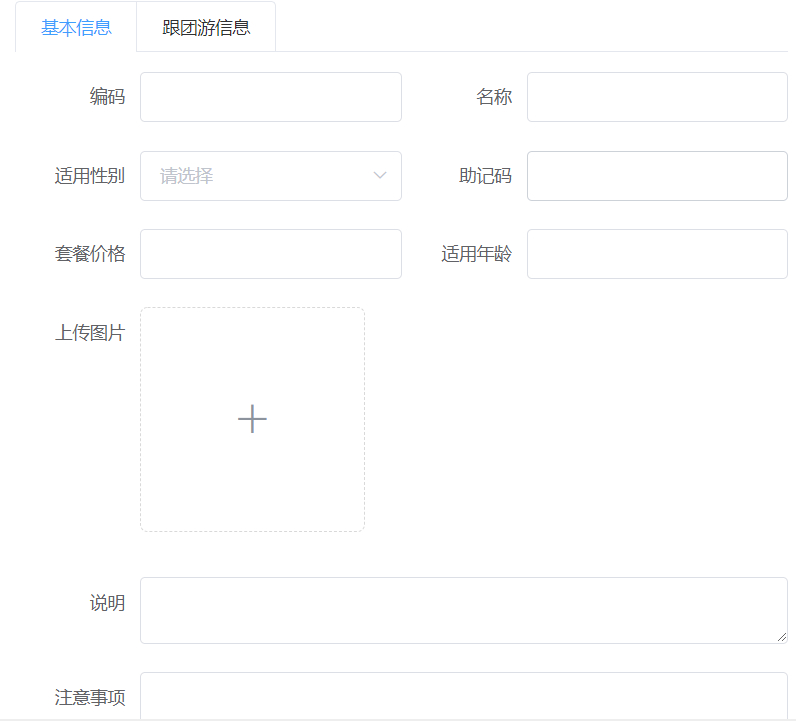 基本信息 跟团游信息
编码 名称
适用性别 请选择 助记码
套餐价格 适用年龄
上传图片
说明
注意事项